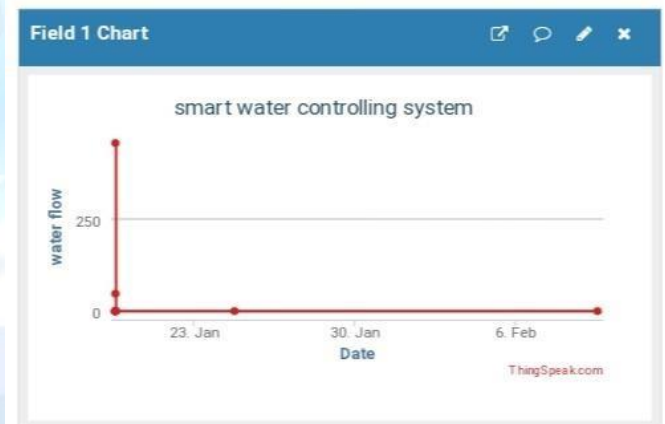 Field 1 Chart
smart water controlling system
water flow
250
0
23. Jan
30. Jan
6. Feb
Date
ThingSpeak.com